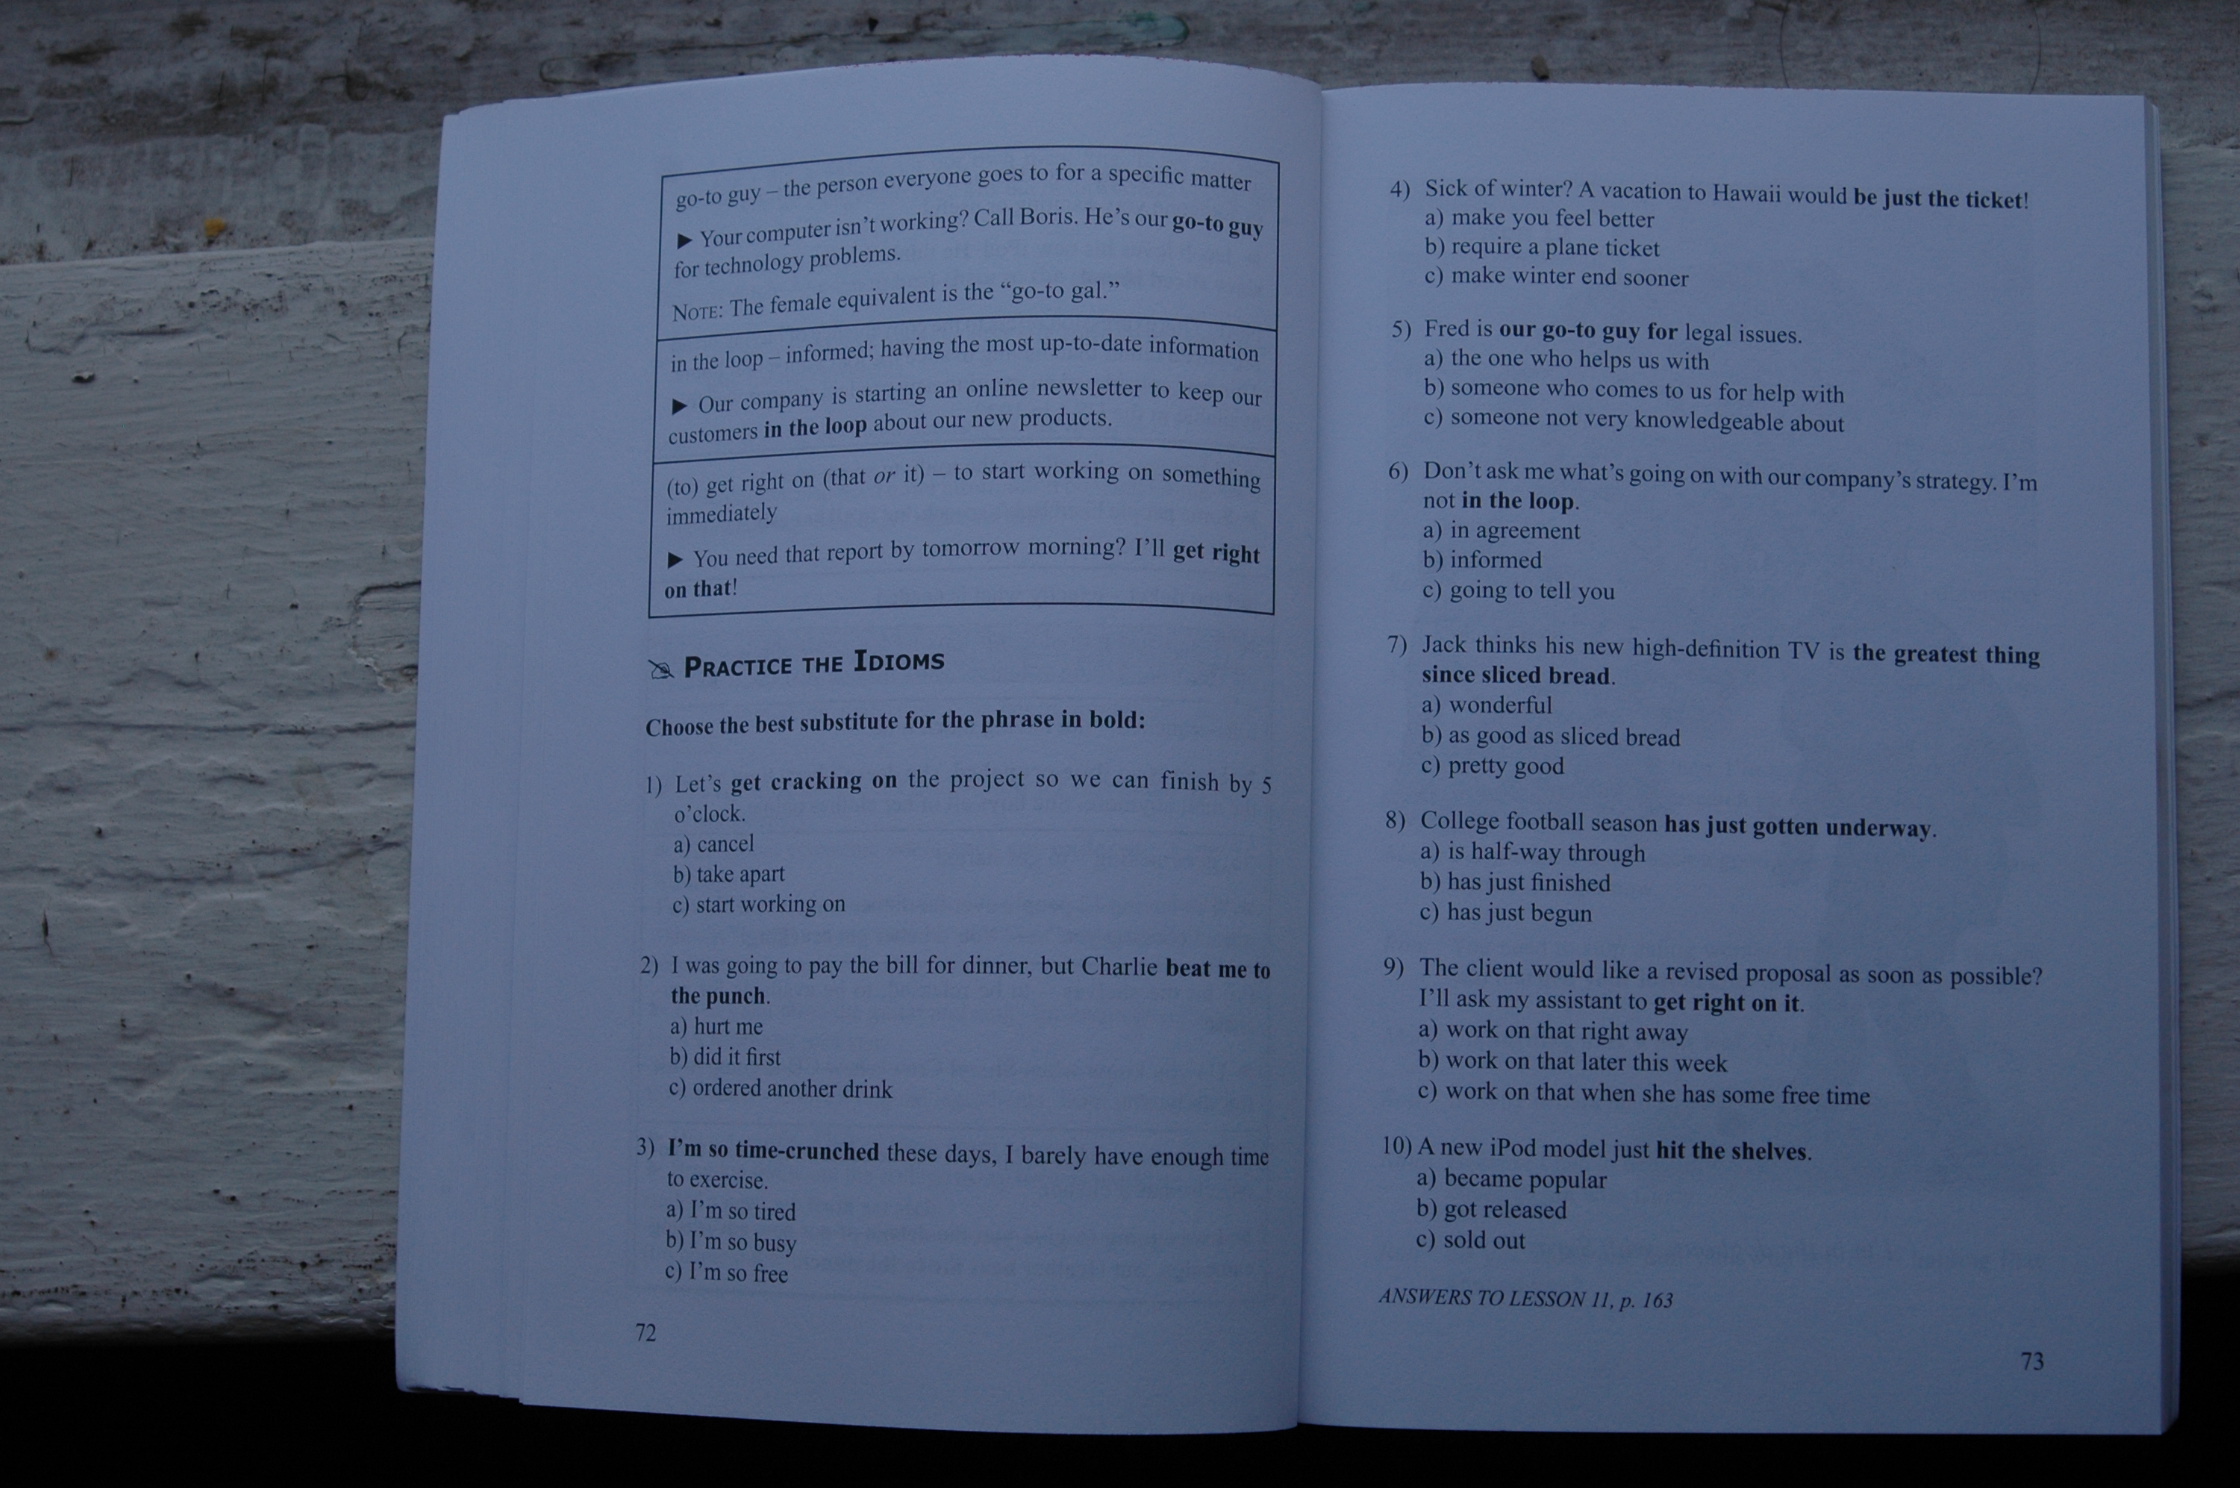 go-to guy – the person everyone goes to for a specific matter
▶ Your computer isn't working? Call Boris. He's our go-to guy
for technology problems.
NOTE: The female equivalent is the “go-to gal.”
in the loop – informed; having the most up-to-date information
▶ Our company is starting an online newsletter to keep our
customers in the loop about our new products.
(to) get right on (that or it) – to start working on something
immediately
▶ You need that report by tomorrow morning? I'll get right
on that!
PRACTICE THE IDIOMS
Choose the best substitute for the phrase in bold:
1) Let's get cracking on the project so we can finish by 5
o'clock.
a) cancel
b) take apart
c) start working on
2) I was going to pay the bill for dinner, but Charlie beat me to
the punch.
a) hurt me
b) did it first
c) ordered another drink
3) I'm so time-crunched these days, I barely have enough time
to exercise.
a) I'm so tired
b) I'm so busy
c) I'm so free
72
4) Sick of winter? A vacation to Hawaii would be just the ticket!
a) make you feel better
b) require a plane ticket
c) make winter end sooner
5) Fred is our go-to guy for legal issues.
a) the one who helps us with
b) someone who comes to us for help with
c) someone not very knowledgeable about
6) Don't ask me what's going on with our company's strategy. I'm
not in the loop.
a) in agreement
b) informed
c) going to tell you
7) Jack thinks his new high-definition TV is the greatest thing
since sliced bread.
a) wonderful
b) as good as sliced bread
c) pretty good
8) College football season has just gotten underway.
a) is half-way through
b) has just finished
c) has just begun
9) The client would like a revised proposal as soon as possible?
I'll ask my assistant to get right on it.
a) work on that right away
b) work on that later this week
c) work on that when she has some free time
10) A new iPod model just hit the shelves.
a) became popular
b) got released
c) sold out
ANSWERS TO LESSON 11, p. 163
73